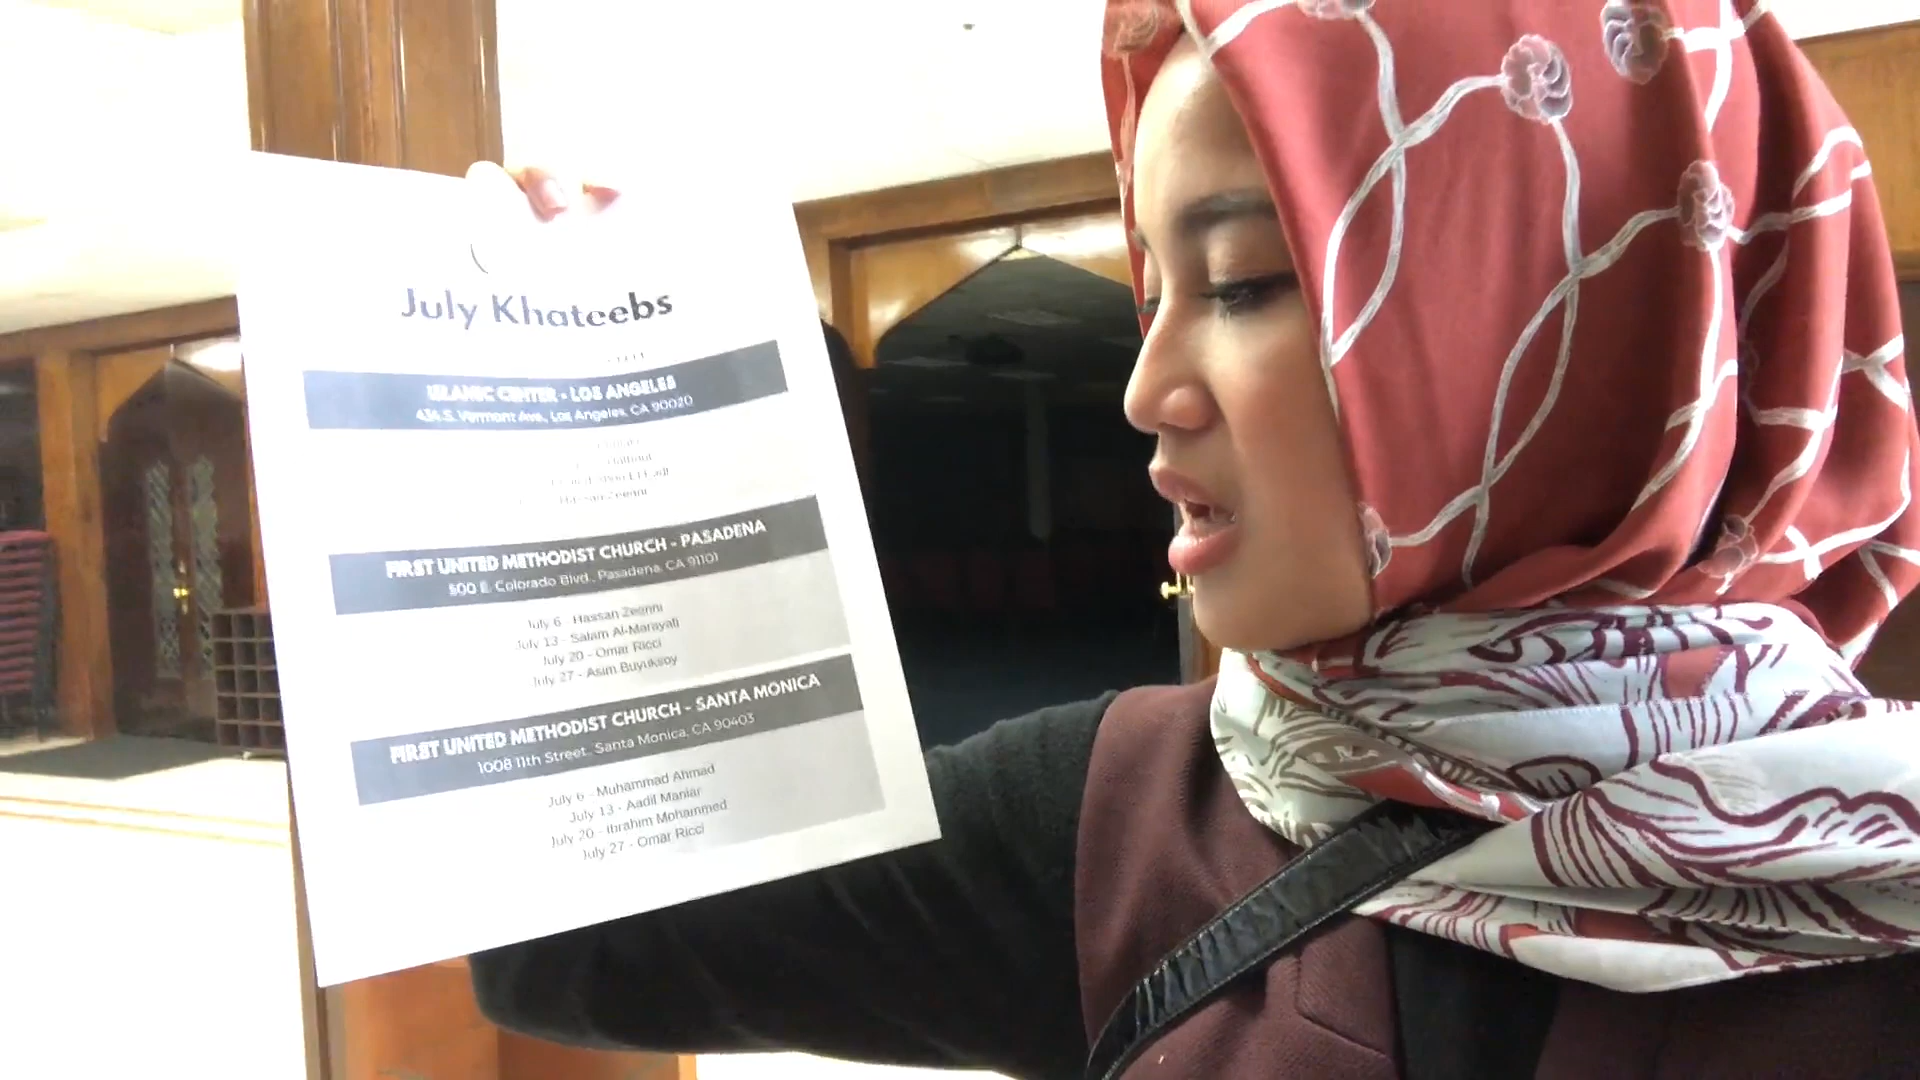 July Khateebs
ISLAMIC CENTER - LOS ANGELES
434 S. Vermont Ave., Los Angeles, CA 90020
Hassan Zeenni
FIRST UNITED METHODIST CHURCH - PASADENA
500 E. Colorado Blvd., Pasadena, CA 91101
July 6 - Hassan Zeenni
July 13 - Salam Al-Marayati
July 20 - Omar Ricci
July 27 - Asim Buyuksoy
FIRST UNITED METHODIST CHURCH - SANTA MONICA
1008 11th Street., Santa Monica, CA 90403
July 6 - Muhammad Ahmad
July 13 - Aadil Maniar
July 20 - Ibrahim Mohammed
July 27 - Omar Ricci